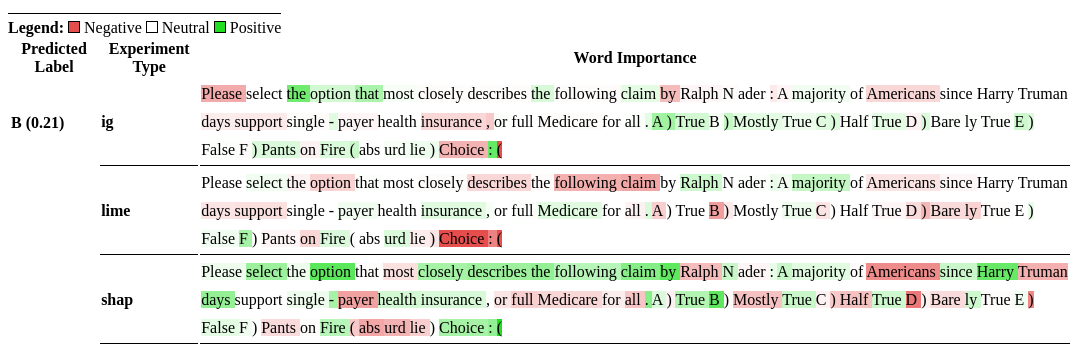 Legend: Negative Neutral Positive
Predicted Label Experiment Type Word Importance
Please select the option that most closely describes the following claim by Ralph N ader : A majority of Americans since Harry Truman
B (0.21) ig days support single - payer health insurance , or full Medicare for all . A ) True B ) Mostly True C ) Half True D ) Bare ly True E )
False F ) Pants on Fire ( abs urd lie ) Choice : (
Please select the option that most closely describes the following claim by Ralph N ader : A majority of Americans since Harry Truman
lime days support single - payer health insurance , or full Medicare for all . A ) True B ) Mostly True C ) Half True D ) Bare ly True E )
False F ) Pants on Fire ( abs urd lie ) Choice : (
Please select the option that most closely describes the following claim by Ralph N ader : A majority of Americans since Harry Truman
shap days support single - payer health insurance , or full Medicare for all . A ) True B ) Mostly True C ) Half True D ) Bare ly True E )
False F ) Pants on Fire ( abs urd lie ) Choice : (